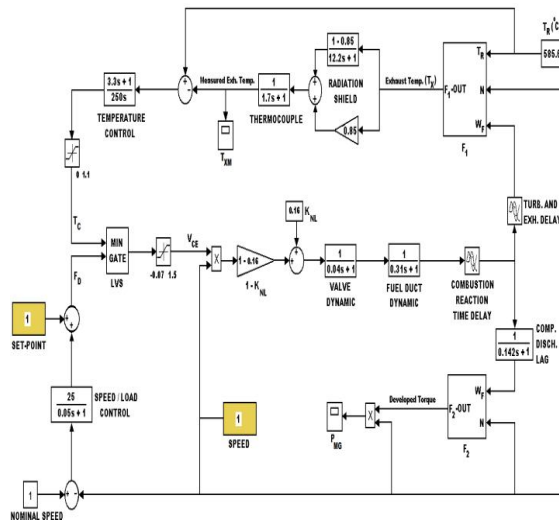 T_R (°C
585.6
1 - 0.85
12.2s + 1
RADIATION
SHIELD
0.85
Exhaust Temp. (T_X)
T_R
F_1-OUT N
W_F
F_1
3.3s + 1
250s
TEMPERATURE
CONTROL
Measured Exh. Temp.
1
1.7s + 1
THERMOCOUPLE
T_XM
0 1.1
T_C
TURB. AND
EXH. DELAY
0.16 K_NL
MIN
GATE
LVS
V_CE
-0.07 1.5
X
1 - 0.16
1 - K_NL
1
0.04s + 1
VALVE
DYNAMIC
1
0.31s + 1
FUEL DUCT
DYNAMIC
COMBUSTION
REACTION
TIME DELAY
F_D
1
SET-POINT
1
0.142s + 1
COMP.
DISCH.
LAG
25
0.05s + 1
SPEED / LOAD
CONTROL
1
SPEED
P_MG
X
Developed Torque
W_F
F_2-OUT
N
F_2
1
NOMINAL SPEED